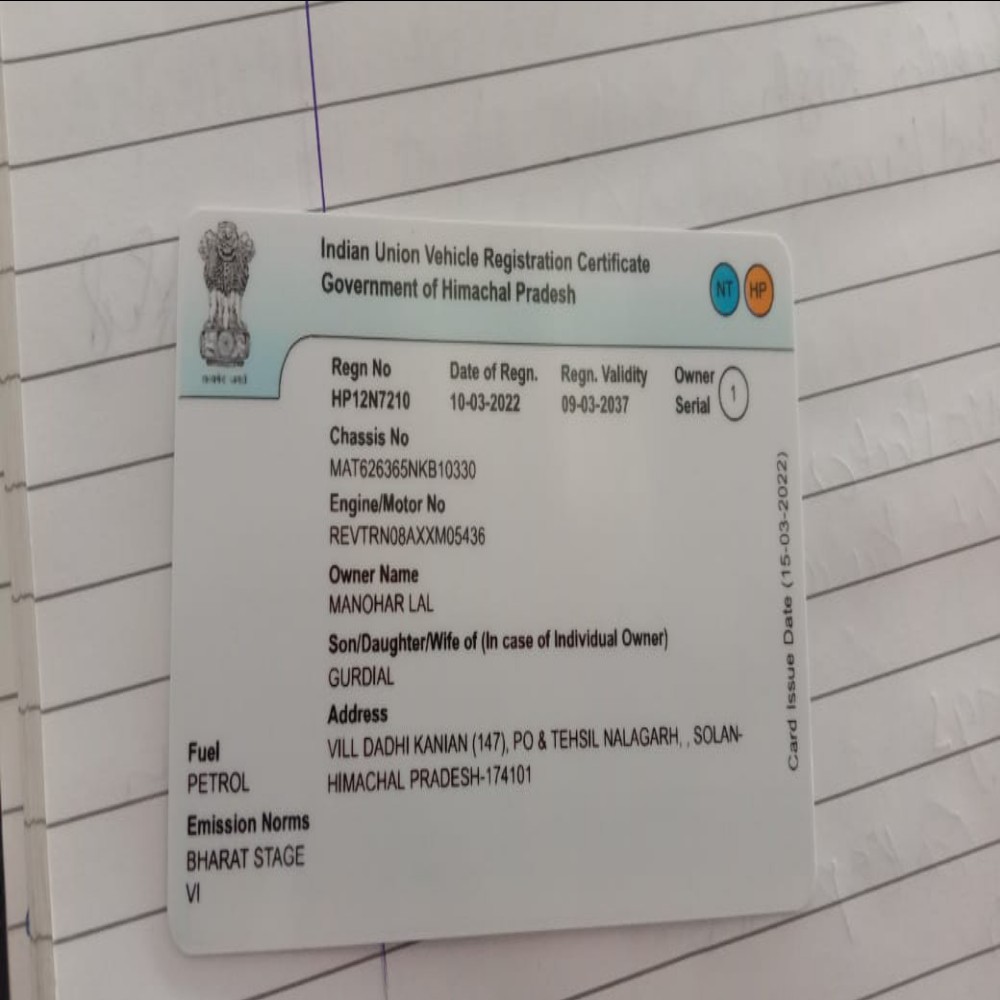 Indian Union Vehicle Registration Certificate
Government of Himachal Pradesh
NT HP
Regn No Date of Regn. Regn. Validity Owner Serial 1
HP12N7210 10-03-2022 09-03-2037
Chassis No
MAT626365NKB10330
Engine/Motor No
REVTRN08AXXM05436
Owner Name
MANOHAR LAL
Son/Daughter/Wife of (In case of Individual Owner)
GURDIAL
Address
VILL DADHI KANIAN (147), PO & TEHSIL NALAGARH, , SOLAN-
HIMACHAL PRADESH-174101
Fuel
PETROL
Emission Norms
BHARAT STAGE
VI
Card Issue Date (15-03-2022)